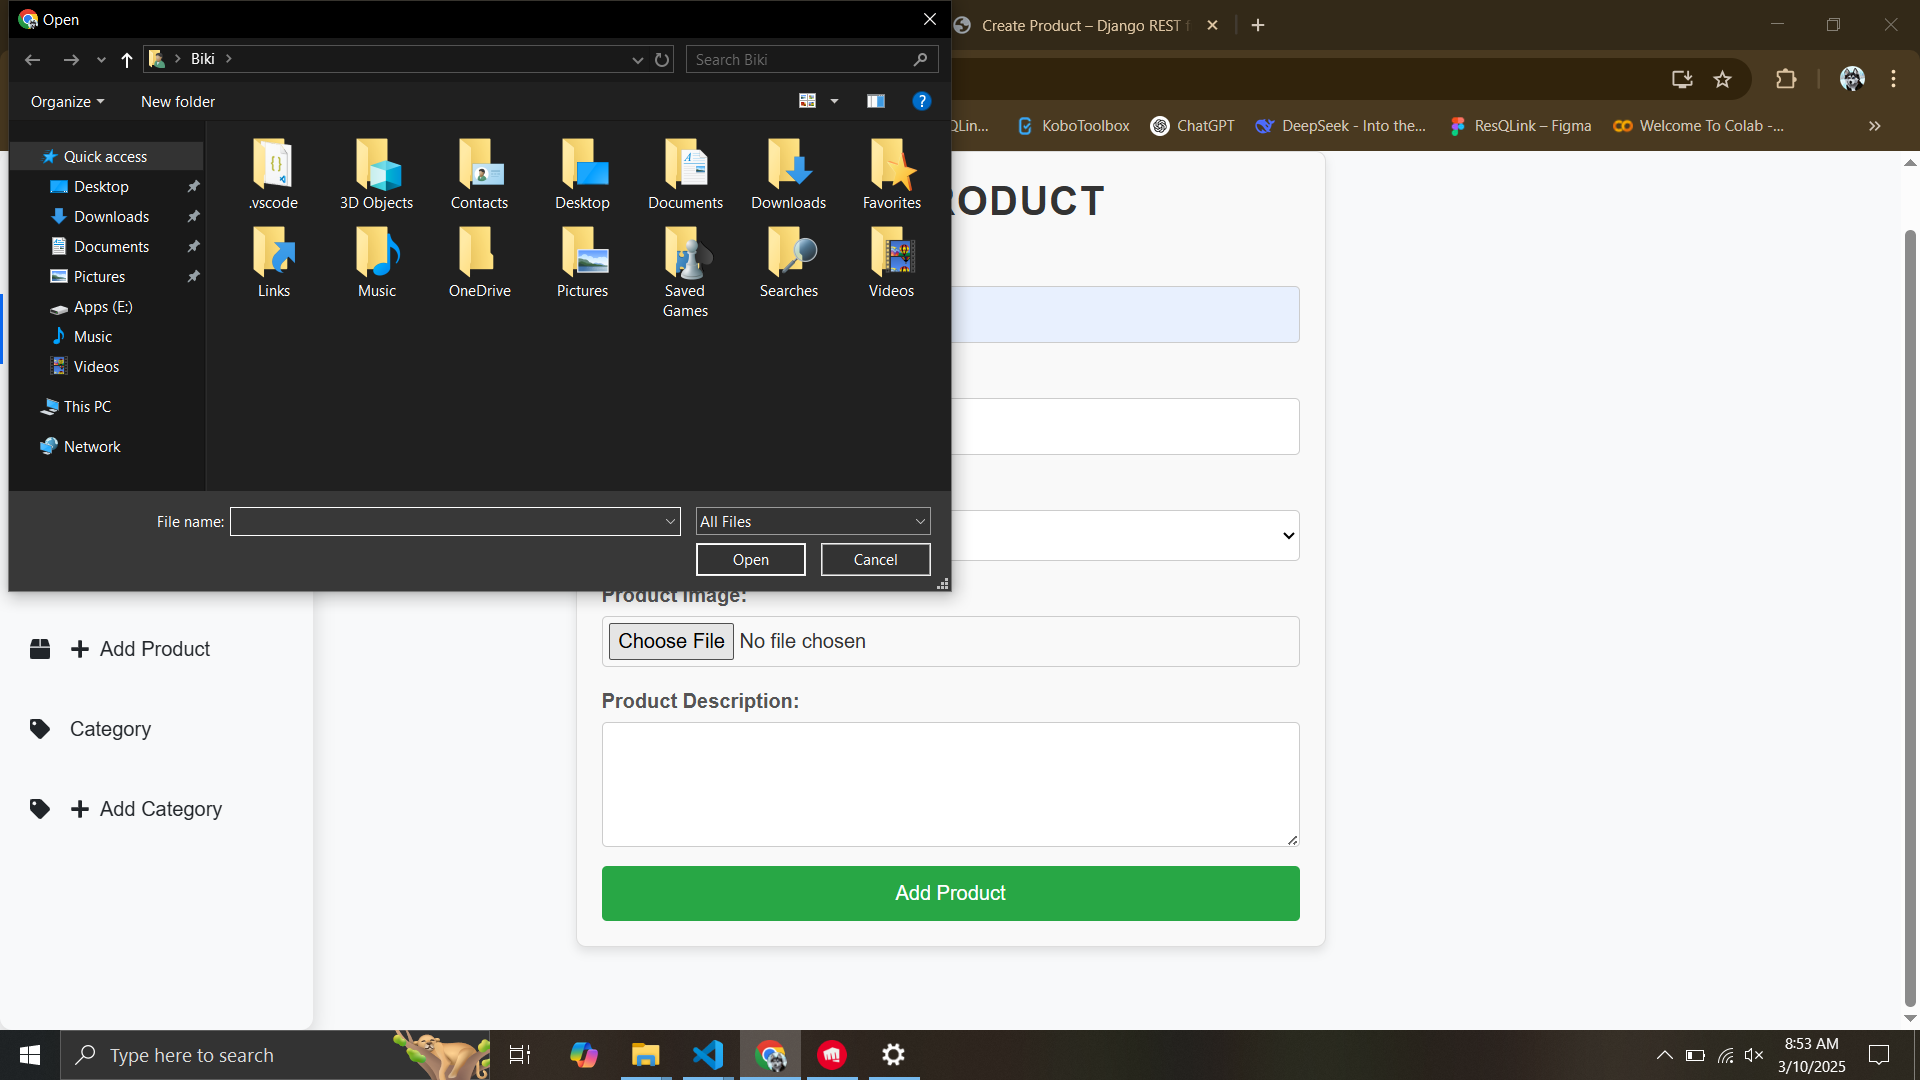 Open
Create Product – Django REST f
Biki
Search Biki
Organize
New folder
?
QLin...
KoboToolbox
ChatGPT
DeepSeek - Into the...
ResQLink – Figma
Welcome To Colab -...
Quick access
Desktop
Downloads
Documents
Pictures
Apps (E:)
Music
Videos
This PC
Network
.vscode
3D Objects
Contacts
Desktop
Documents
Downloads
Favorites
Links
Music
OneDrive
Pictures
Saved Games
Searches
Videos
File name:
All Files
Open
Cancel
RODUCT
Product Image:
Choose File No file chosen
Product Description:
Add Product
Add Product
Category
Add Category
Type here to search
8:53 AM
3/10/2025